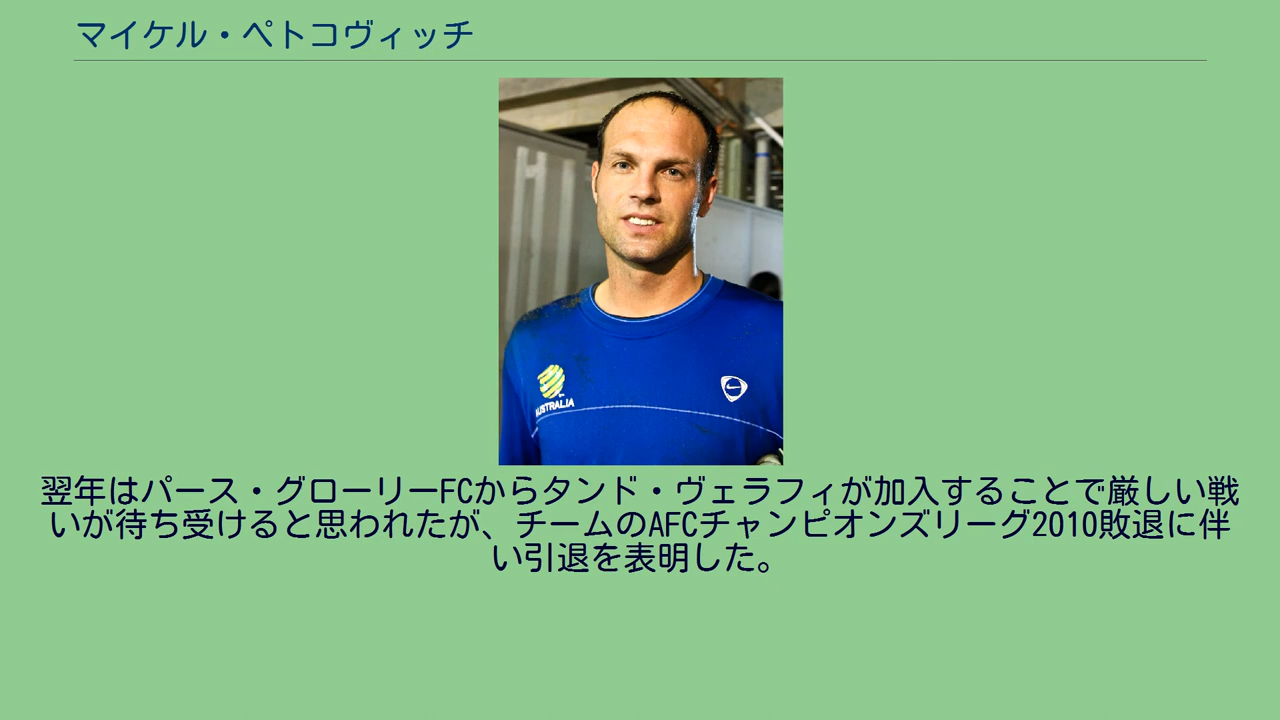 マイケル・ペトコヴィッチ
AUSTRALIA
翌年はパース・グローリーFCからタンド・ヴェラフィが加入することで厳しい戦
いが待ち受けると思われたが、チームのAFCチャンピオンズリーグ2010敗退に伴
い引退を表明した。